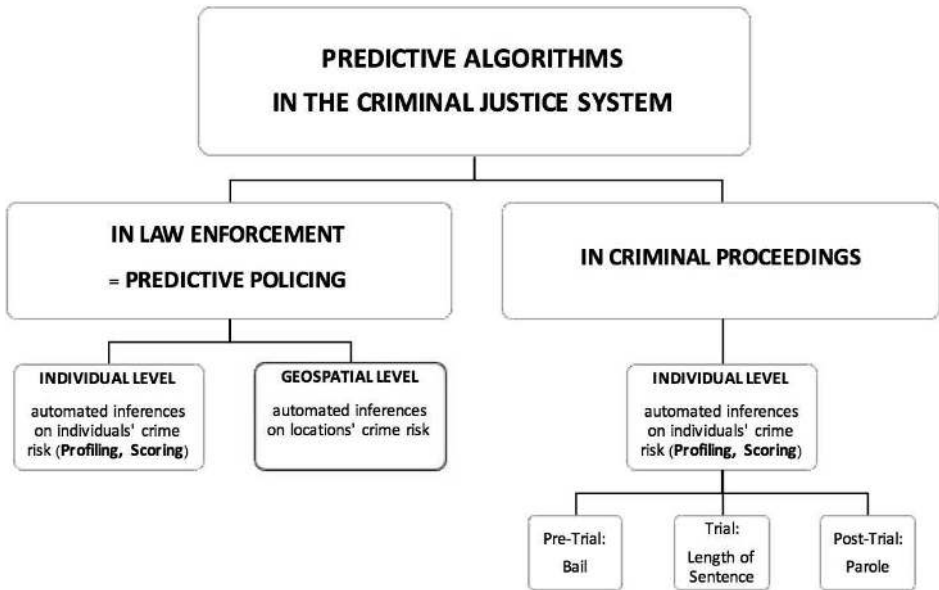 PREDICTIVE ALGORITHMS
IN THE CRIMINAL JUSTICE SYSTEM
IN LAW ENFORCEMENT
= PREDICTIVE POLICING
IN CRIMINAL PROCEEDINGS
INDIVIDUAL LEVEL
automated inferences
on individuals' crime
risk (Profiling, Scoring)
GEOSPATIAL LEVEL
automated inferences
on locations' crime risk
INDIVIDUAL LEVEL
automated inferences
on individuals' crime
risk (Profiling, Scoring)
Pre-Trial:
Bail
Trial:
Length of
Sentence
Post-Trial:
Parole